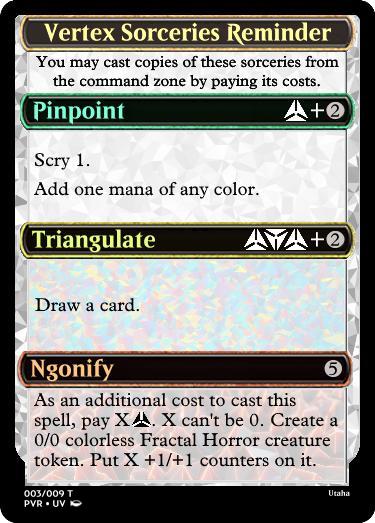 Vertex Sorceries Reminder
You may cast copies of these sorceries from
the command zone by paying its costs.
Pinpoint +2
Scry 1.
Add one mana of any color.
Triangulate +2
Draw a card.
Ngonify 5
As an additional cost to cast this
spell, pay X. X can't be 0. Create a
0/0 colorless Fractal Horror creature
token. Put X +1/+1 counters on it.
003/009 T
PVR • UV
Utaha